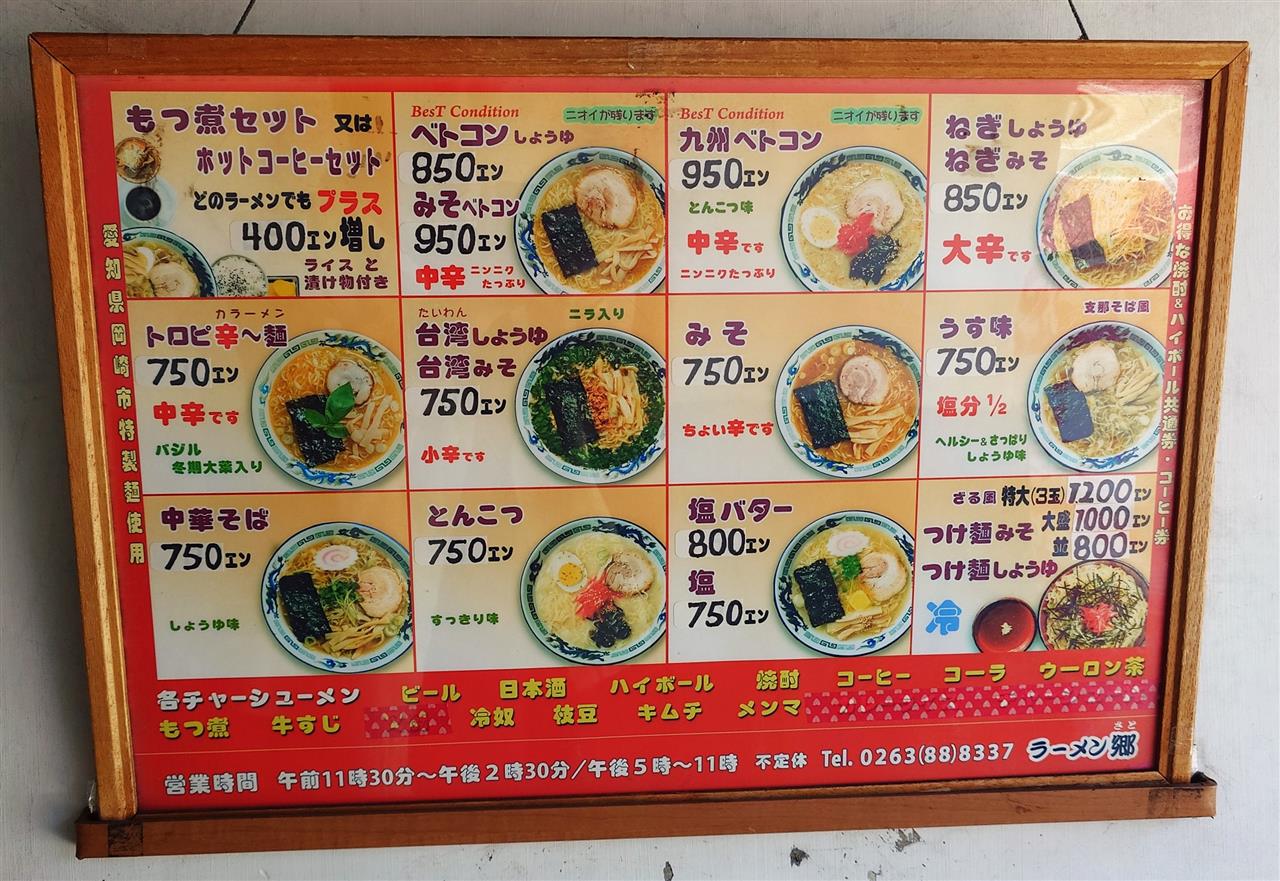 もつ煮セット 又は
ホットコーヒーセット
どのラーメンでも プラス
400エン増し
ライス と
漬け物付き
BesT Condition
ニオイが残ります
ベトコンしょうゆ
850エン
みそベトコン
950エン
中辛 ニンニク
たっぷり
BesT Condition
ニオイが残ります
九州ベトコン
950エン
とんこつ味
中辛です
ニンニクたっぷり
ねぎしょうゆ
ねぎみそ
850エン
大辛です
カラーメン
トロピ辛〜麺
750エン
中辛です
バジル
冬期大葉入り
たいわん
ニラ入り
台湾しょうゆ
台湾みそ
750エン
小辛です
みそ
750エン
ちょい辛です
支那そば風
うす味
750エン
塩分 1/2
ヘルシー&さっぱり
しょうゆ味
中華そば
750エン
しょうゆ味
とんこつ
750エン
すっきり味
塩バター
800エン
塩
750エン
ざる風 特大(3玉) 1200エン
大盛1000エン
つけ麺みそ
並800エン
つけ麺しょうゆ
冷
愛知県岡崎市特製麺使用
お得な焼酎&ハイボール共通券・コーヒー券
各チャーシューメン ビール 日本酒 ハイボール 焼酎 コーヒー コーラ ウーロン茶
もつ煮 牛すじ 冷奴 枝豆 キムチ メンマ
営業時間 午前11時30分〜午後2時30分/午後5時〜11時 不定休 Tel. 0263(88)8337
さと
ラーメン郷